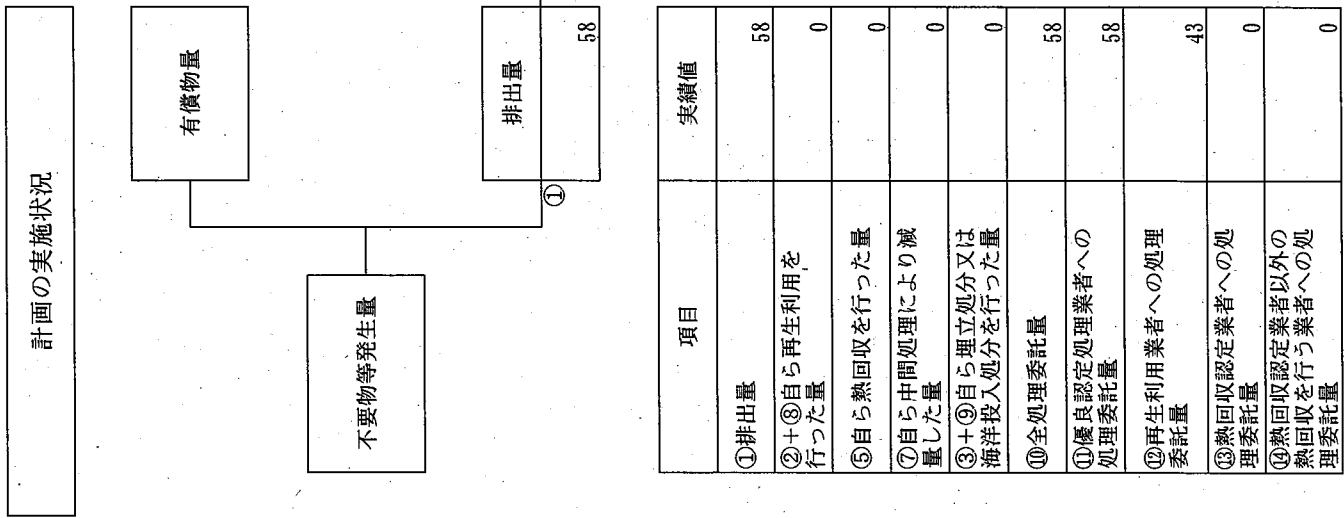 計画の実施状況
有償物量
不要物等発生量
排出量
①
58
項目
実績値
①排出量
58
②+⑧自ら再生利用を
行った量
0
⑤自ら熱回収を行った量
0
⑦自ら中間処理により減
量した量
0
③+⑨自ら埋立処分又は
海洋投入処分を行った量
0
⑩全処理委託量
58
⑪優良認定処理業者への
処理委託量
58
⑫再生利用業者への処理
委託量
43
⑬熱回収認定業者への処
理委託量
0
⑭熱回収認定業者以外の
熱回収を行う業者への処
理委託量
0